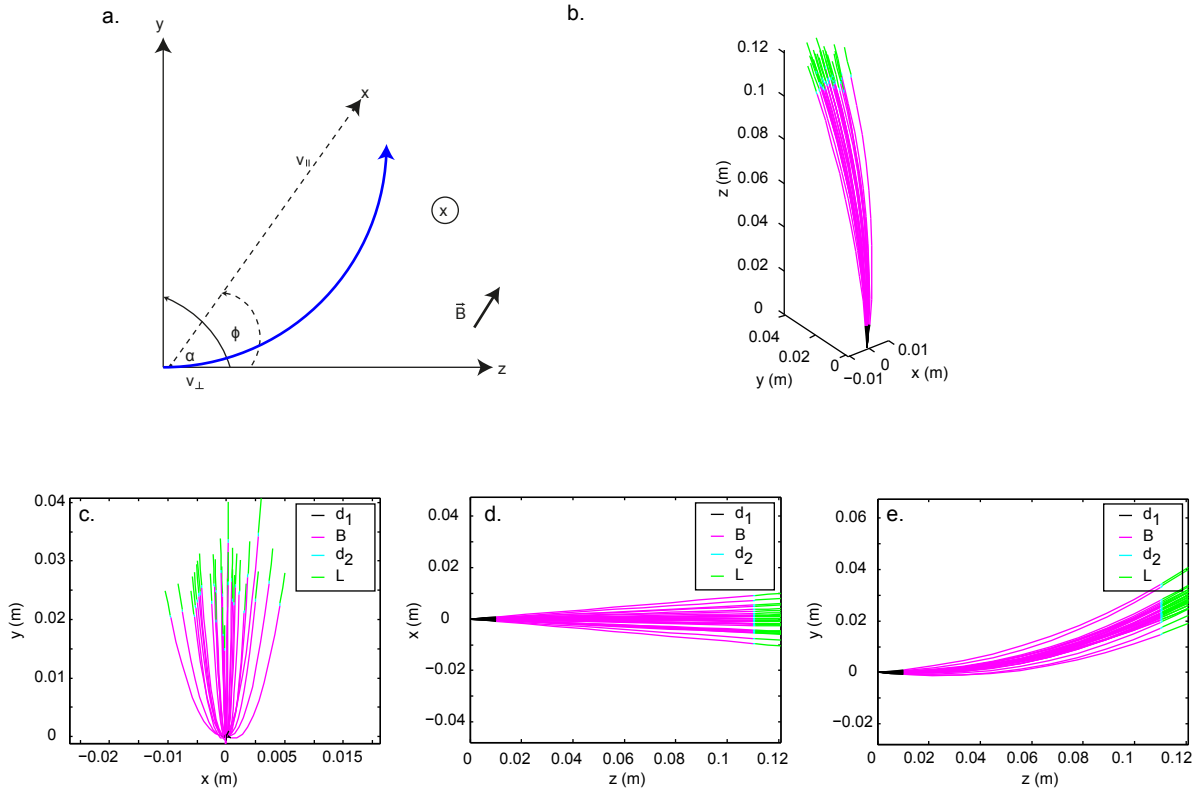 a.
y
x
v||
x
B⃗
ϕ
α
z
v⊥
b.
0.12
0.1
0.08
0.06
0.04
0.02
0
z (m)
0.04
0.02
0
y (m)
0.01
0
−0.01
x (m)
c.
d1
B
d2
L
0.04
0.03
0.02
0.01
0
y (m)
−0.02 −0.01 0 0.005 0.015
x (m)
d.
d1
B
d2
L
0.04
0.02
0
−0.02
−0.04
x (m)
0 0.02 0.04 0.06 0.08 0.1 0.12
z (m)
e.
d1
B
d2
L
0.06
0.04
0.02
0
−0.02
y (m)
0 0.02 0.04 0.06 0.08 0.1 0.12
z (m)